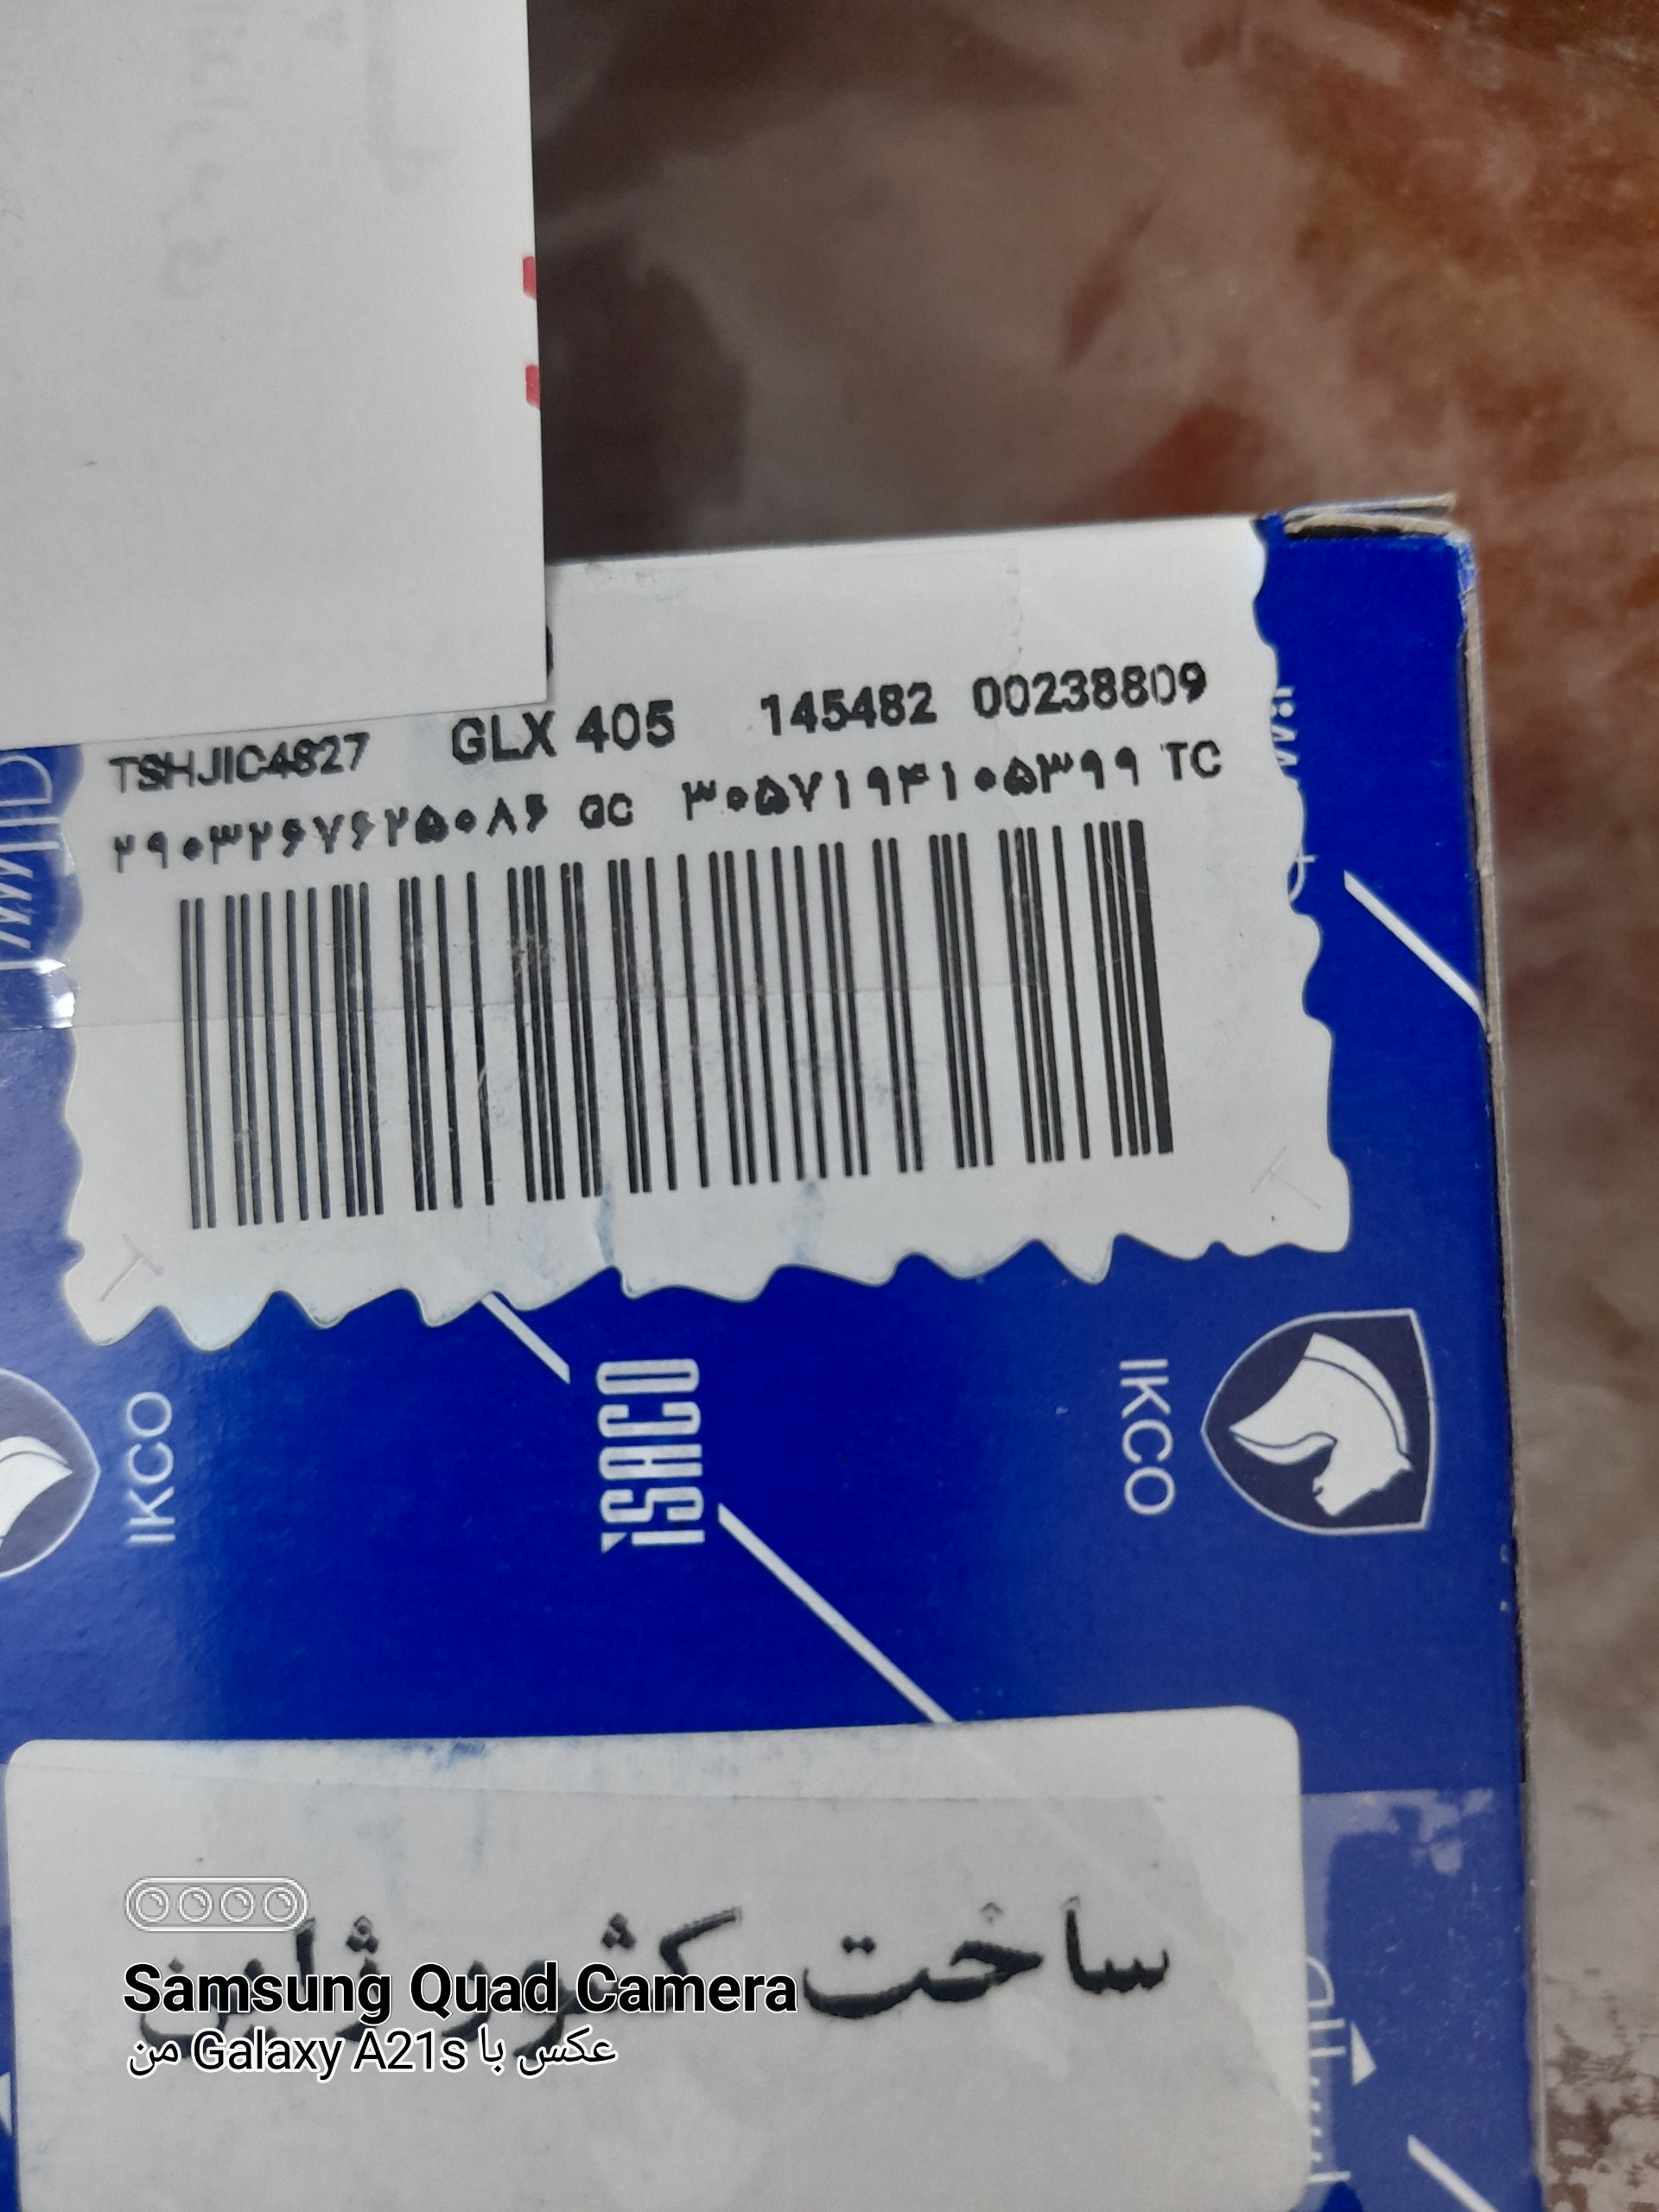 TSHJIC4827 GLX 405 145482 00238809
۲۹۰۳۲۶۷۶۲۵۰۸۶ QC ۳۰۵۷۱۹۴۱۰۵۳۹۹ TC
IKCO
ISACO
IKCO
ساخت کشور ژاپن
Samsung Quad Camera
عکس با Galaxy A21s من